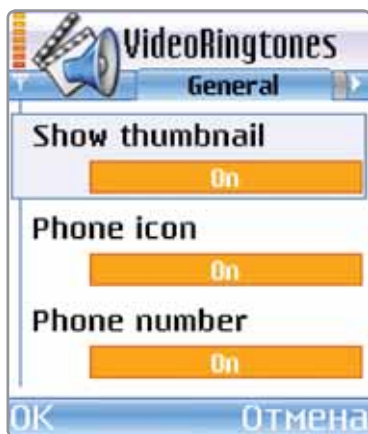 VideoRingtones
General
Show thumbnail
On
Phone icon
On
Phone number
On
OK Отмена